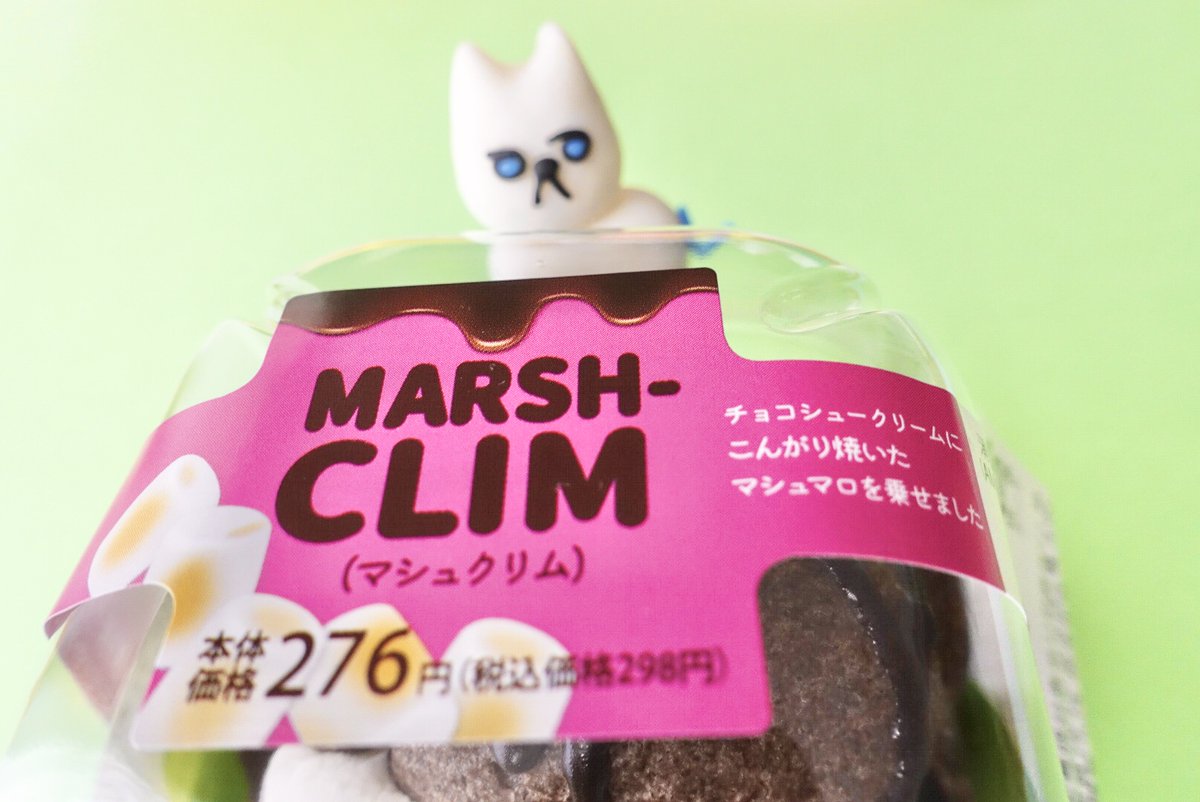 MARSH-
CLIM
(マシュクリム)
チョコシュークリームに
こんがり焼いた
マシュマロを乗せました
本体
価格276円(税込価格298円)